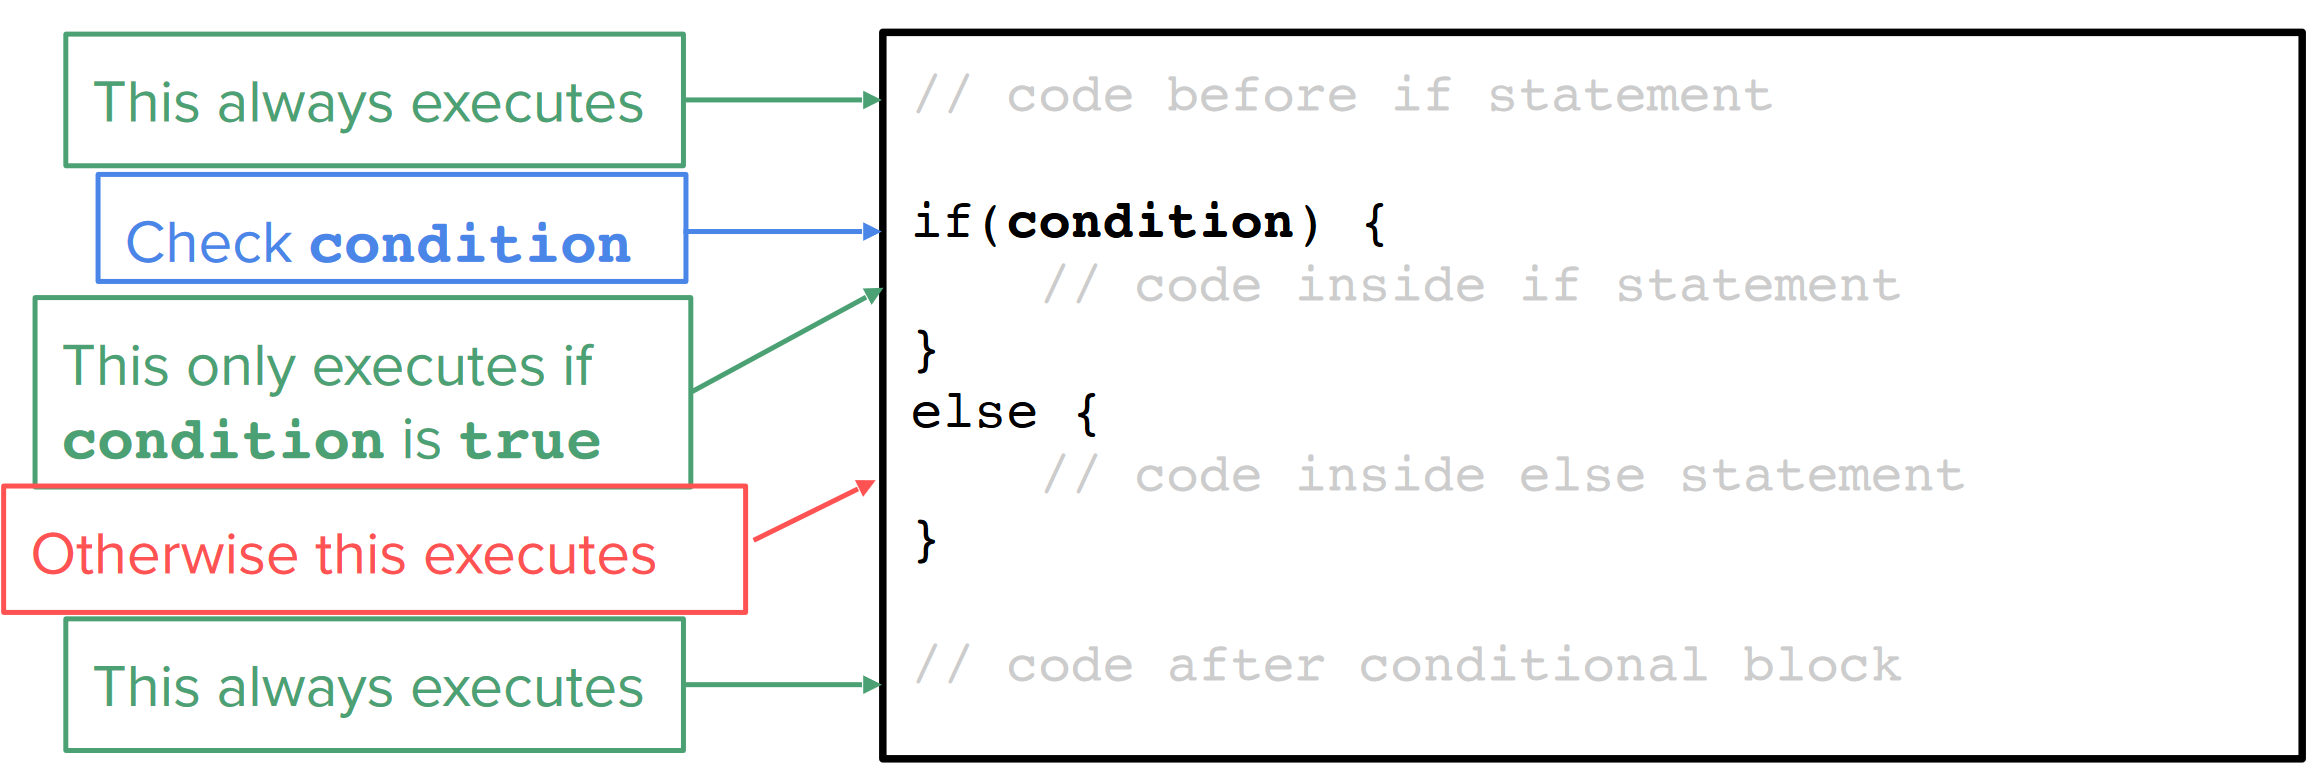 This always executes
Check condition
This only executes if
condition is true
Otherwise this executes
This always executes
// code before if statement
if(condition) {
// code inside if statement
}
else {
// code inside else statement
}
// code after conditional block